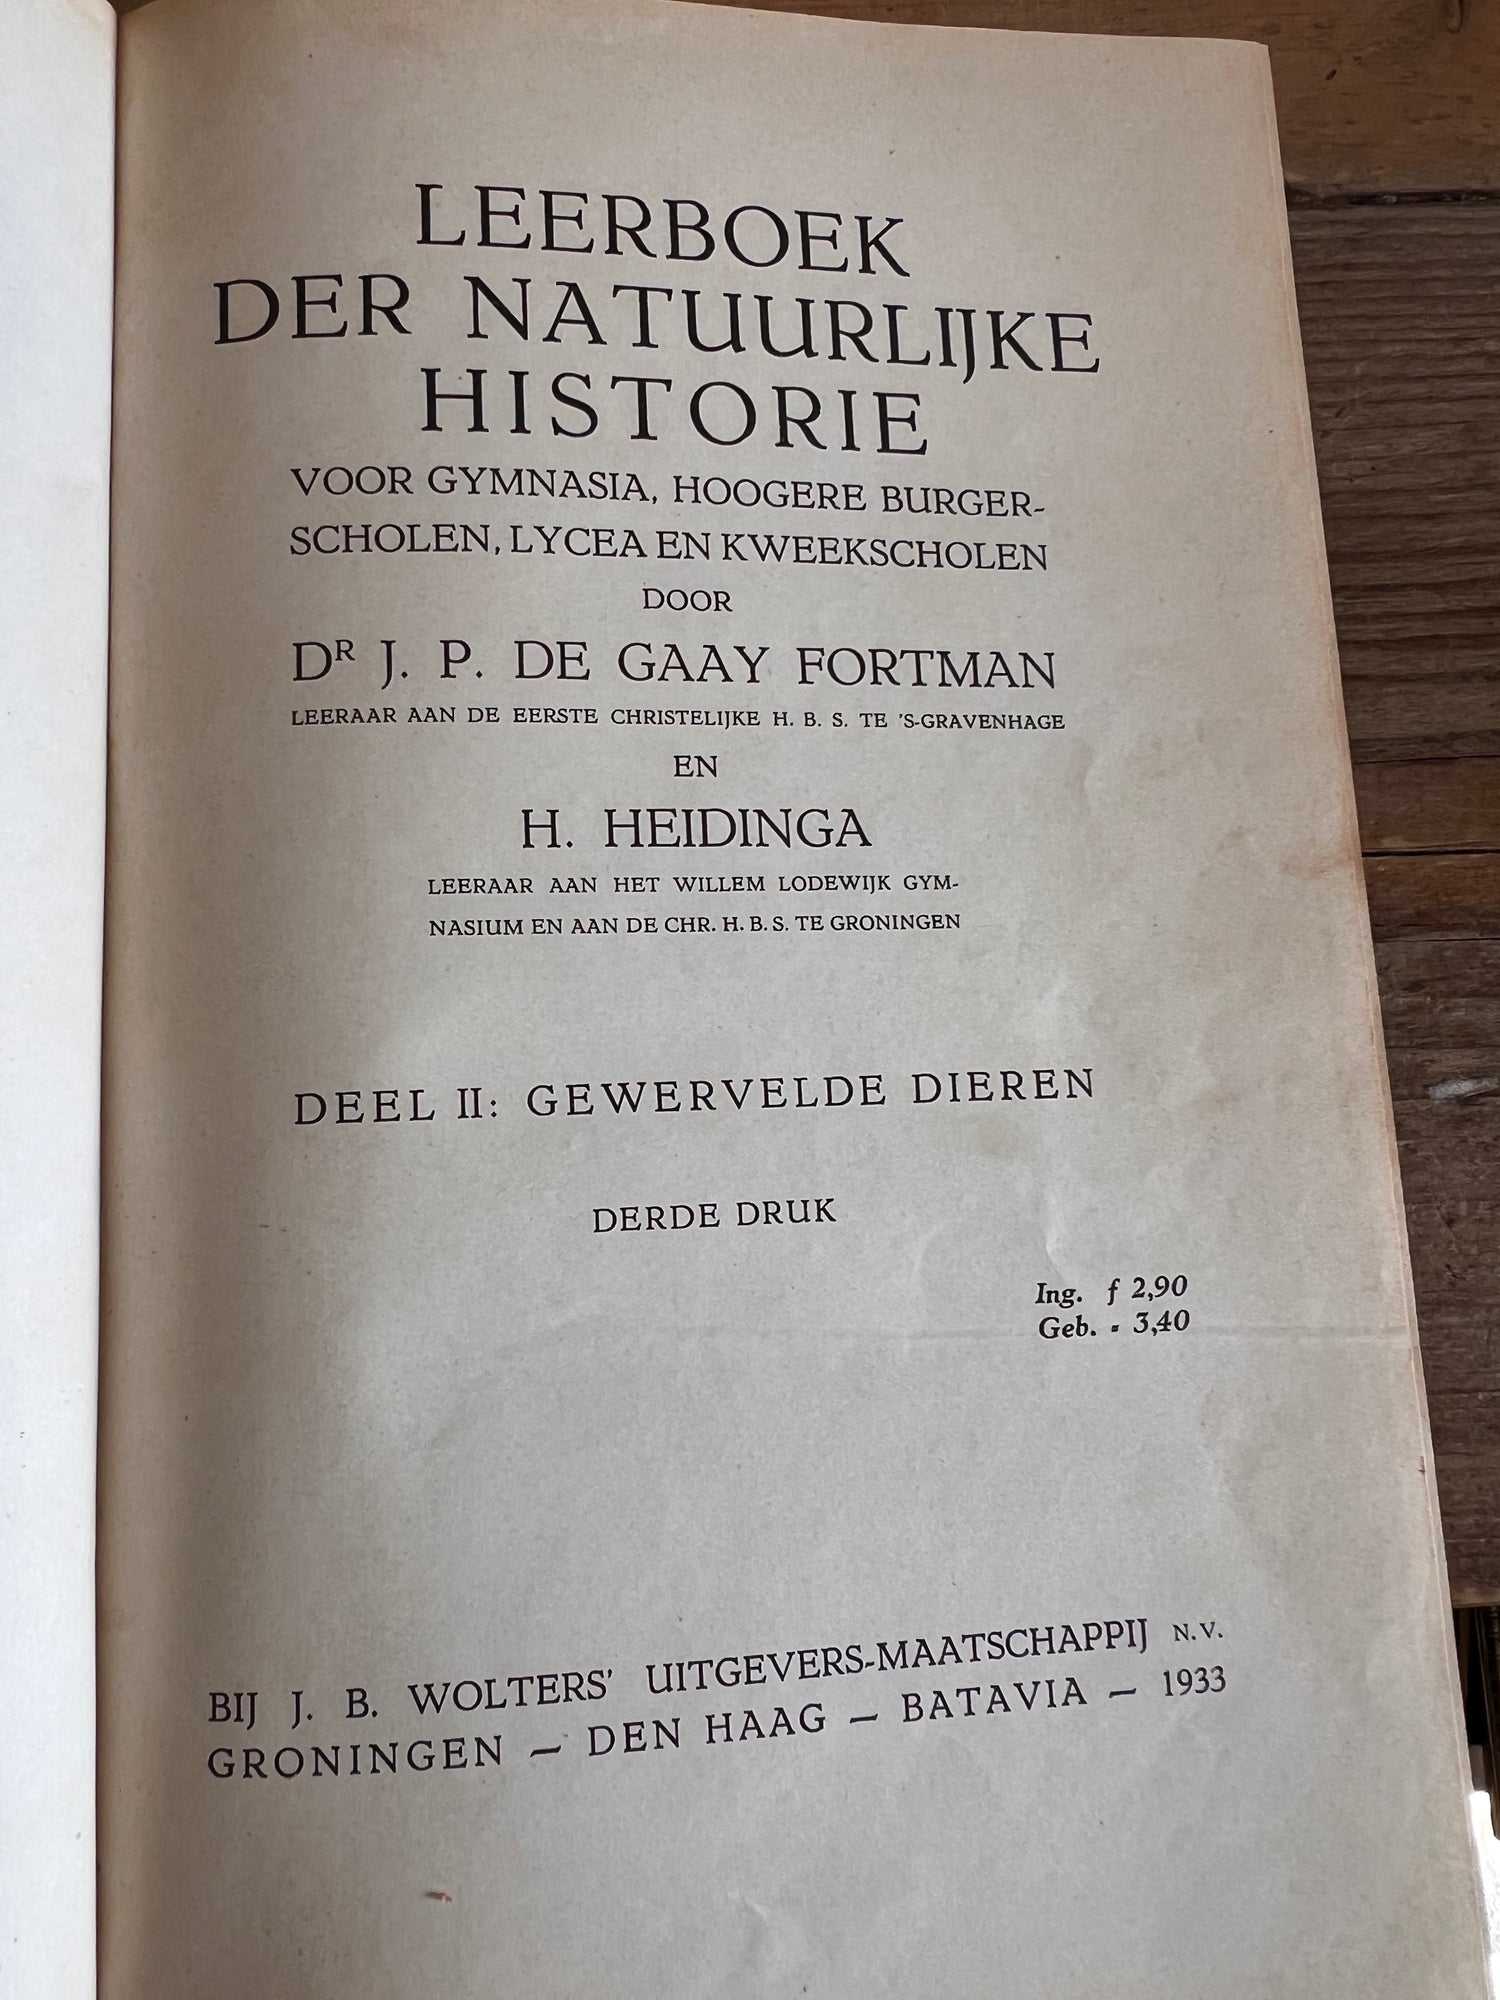 LEERBOEK
DER NATUURLIJKE
HISTORIE
VOOR GYMNASIA, HOOGERE BURGER-
SCHOLEN, LYCEA EN KWEEKSCHOLEN
DOOR
DR J. P. DE GAAY FORTMAN
LEERAAR AAN DE EERSTE CHRISTELIJKE H. B. S. TE 'S-GRAVENHAGE
EN
H. HEIDINGA
LEERAAR AAN HET WILLEM LODEWIJK GYM-
NASIUM EN AAN DE CHR. H. B. S. TE GRONINGEN
DEEL II: GEWERVELDE DIEREN
DERDE DRUK
Ing. f 2,90
Geb. „ 3,40
BIJ J. B. WOLTERS' UITGEVERS-MAATSCHAPPIJ N.V.
GRONINGEN — DEN HAAG — BATAVIA — 1933